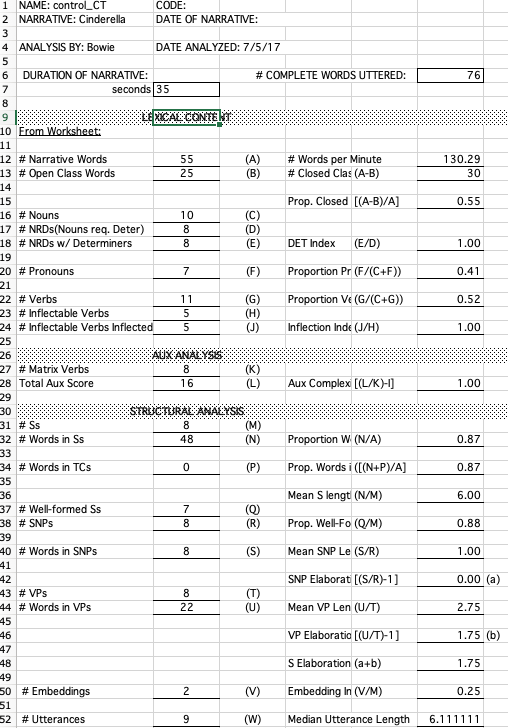 1 NAME: control_CT CODE:
2 NARRATIVE: Cinderella DATE OF NARRATIVE:
3
4 ANALYSIS BY: Bowie DATE ANALYZED: 7/5/17
5
6 DURATION OF NARRATIVE: # COMPLETE WORDS UTTERED: 76
7 seconds 35
8
9 LEXICAL CONTENT
10 From Worksheet:
11
12 # Narrative Words 55 (A) # Words per Minute 130.29
13 # Open Class Words 25 (B) # Closed Clas (A-B) 30
14
15 Prop. Closed [(A-B)/A] 0.55
16 # Nouns 10 (C)
17 # NRDs(Nouns req. Deter) 8 (D)
18 # NRDs w/ Determiners 8 (E) DET Index (E/D) 1.00
19
20 # Pronouns 7 (F) Proportion Pr (F/(C+F)) 0.41
21
22 # Verbs 11 (G) Proportion Ve (G/(C+G)) 0.52
23 # Inflectable Verbs 5 (H)
24 # Inflectable Verbs Inflected 5 (J) Inflection Inde (J/H) 1.00
25
26 AUX ANALYSIS
27 # Matrix Verbs 8 (K)
28 Total Aux Score 16 (L) Aux Complex [(L/K)-I] 1.00
29
30 STRUCTURAL ANALYSIS
31 # Ss 8 (M)
32 # Words in Ss 48 (N) Proportion W (N/A) 0.87
33
34 # Words in TCs 0 (P) Prop. Words i ([(N+P)/A] 0.87
35
36 Mean S lengt (N/M) 6.00
37 # Well-formed Ss 7 (Q)
38 # SNPs 8 (R) Prop. Well-Fo (Q/M) 0.88
39
40 # Words in SNPs 8 (S) Mean SNP Le (S/R) 1.00
41
42 SNP Elaborat [(S/R)-1] 0.00 (a)
43 # VPs 8 (T)
44 # Words in VPs 22 (U) Mean VP Len (U/T) 2.75
45
46 VP Elaboratio [(U/T)-1] 1.75 (b)
47
48 S Elaboration (a+b) 1.75
49
50 # Embeddings 2 (V) Embedding In (V/M) 0.25
51
52 # Utterances 9 (W) Median Utterance Length 6.111111